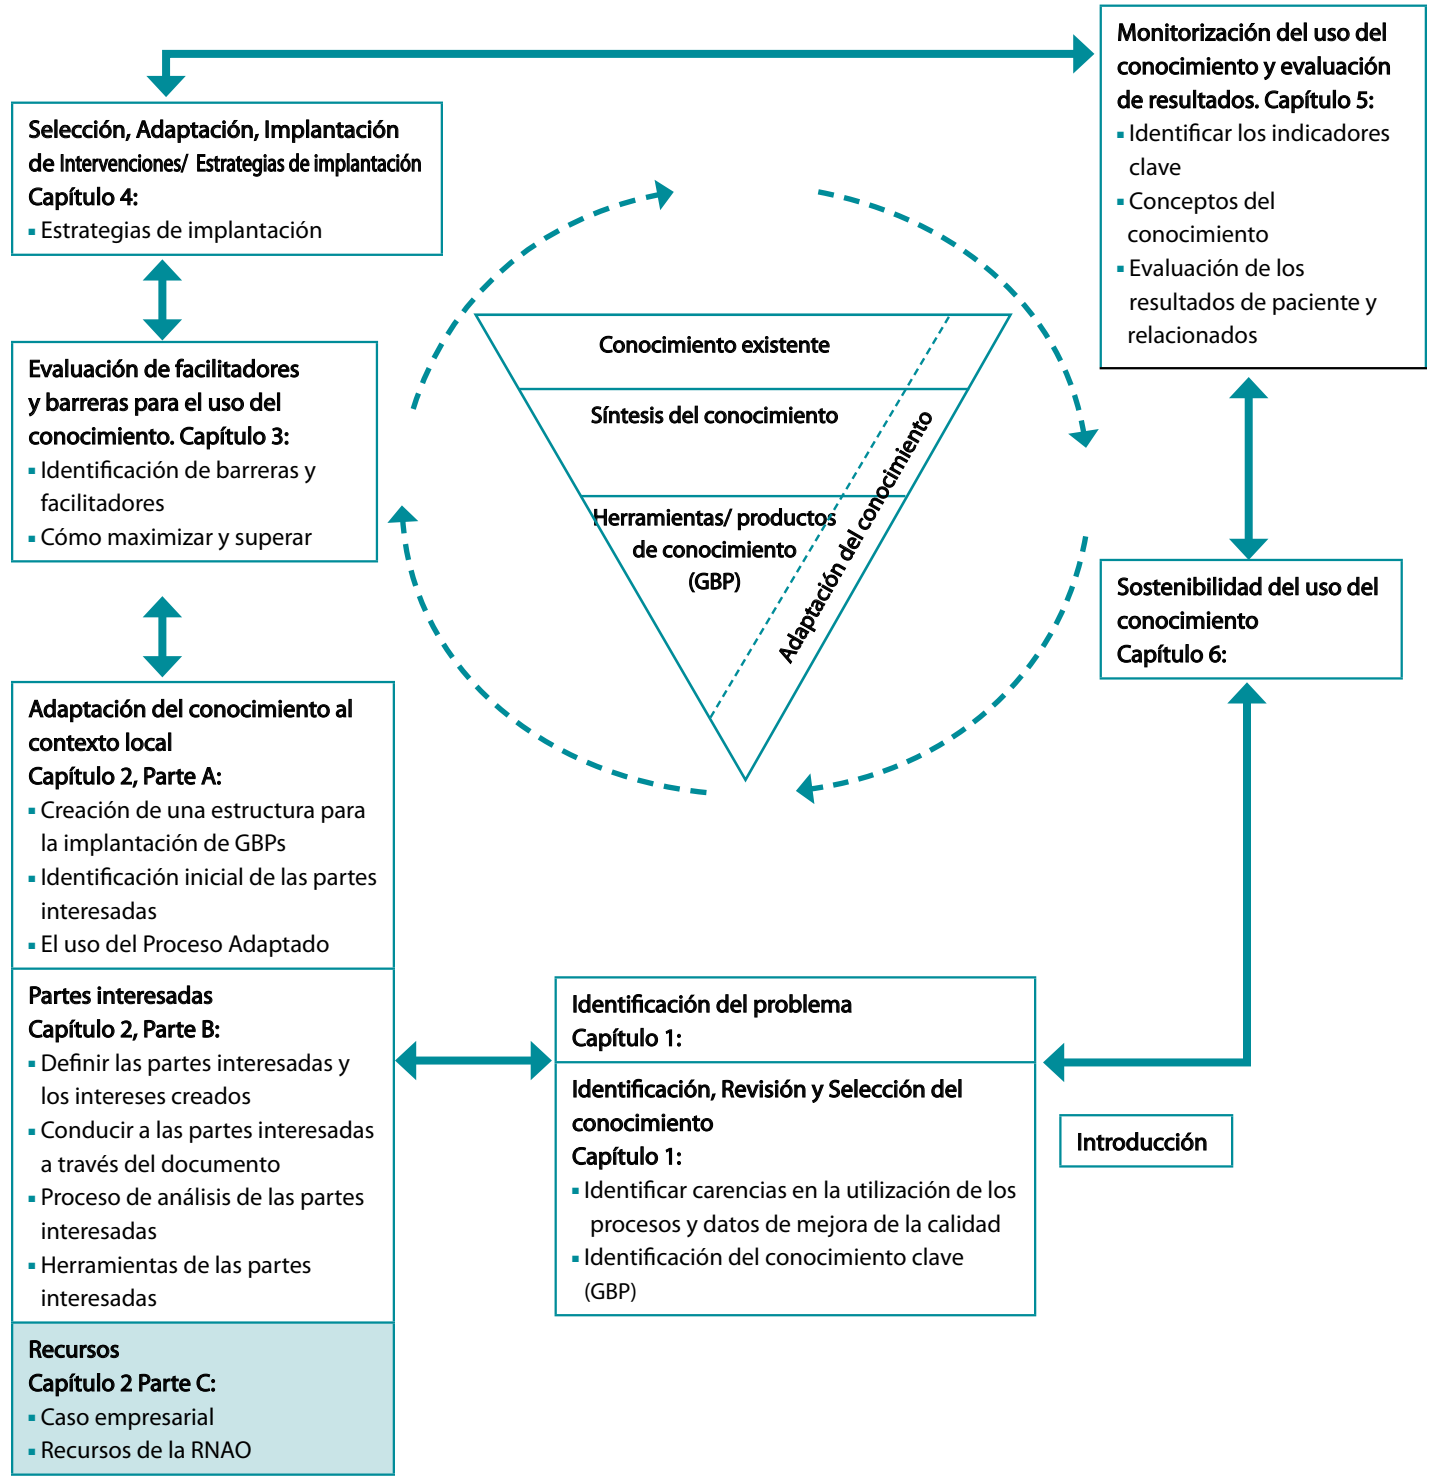 Selección, Adaptación, Implantación
de Intervenciones/ Estrategias de implantación
Capítulo 4:
▪ Estrategias de implantación
Evaluación de facilitadores
y barreras para el uso del
conocimiento. Capítulo 3:
▪ Identificación de barreras y
facilitadores
▪ Cómo maximizar y superar
Adaptación del conocimiento al
contexto local
Capítulo 2, Parte A:
▪ Creación de una estructura para
la implantación de GBPs
▪ Identificación inicial de las partes
interesadas
▪ El uso del Proceso Adaptado
Partes interesadas
Capítulo 2, Parte B:
▪ Definir las partes interesadas y
los intereses creados
▪ Conducir a las partes interesadas
a través del documento
▪ Proceso de análisis de las partes
interesadas
▪ Herramientas de las partes
interesadas
Recursos
Capítulo 2 Parte C:
▪ Caso empresarial
▪ Recursos de la RNAO
Conocimiento existente
Síntesis del conocimiento
Herramientas/ productos
de conocimiento
(GBP)
Adaptación del conocimiento
Identificación del problema
Capítulo 1:
Identificación, Revisión y Selección del
conocimiento
Capítulo 1:
▪ Identificar carencias en la utilización de los
procesos y datos de mejora de la calidad
▪ Identificación del conocimiento clave
(GBP)
Monitorización del uso del
conocimiento y evaluación
de resultados. Capítulo 5:
▪ Identificar los indicadores
clave
▪ Conceptos del
conocimiento
▪ Evaluación de los
resultados de paciente y
relacionados
Sostenibilidad del uso del
conocimiento
Capítulo 6:
Introducción